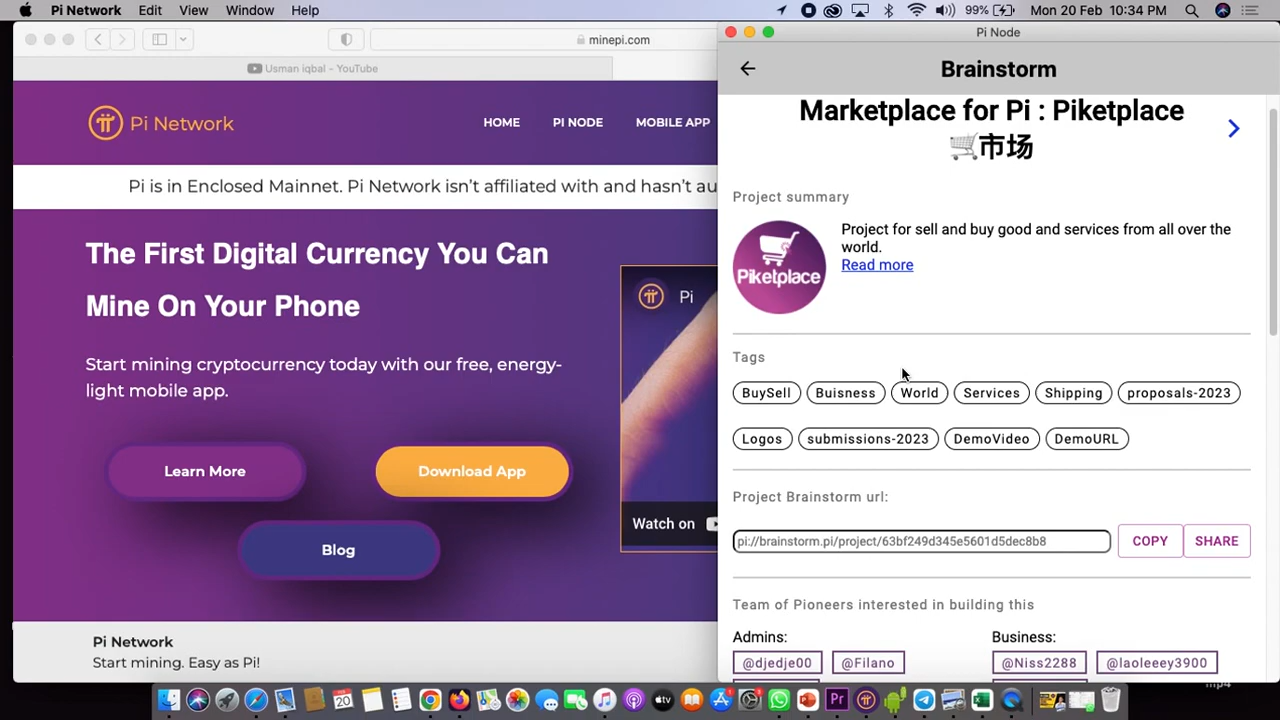 Pi Network Edit View Window Help
99% Mon 20 Feb 10:34 PM
minepi.com
Usman iqbal - YouTube
Pi Network
HOME PI NODE MOBILE APP
Pi is in Enclosed Mainnet. Pi Network isn't affiliated with and hasn't au
The First Digital Currency You Can
Mine On Your Phone
Start mining cryptocurrency today with our free, energy-
light mobile app.
Learn More
Download App
Blog
Pi
Watch on
Pi Network
Start mining. Easy as Pi!
Pi Node
Brainstorm
Marketplace for Pi : Piketplace
🛒市场
Project summary
Piketplace
Project for sell and buy good and services from all over the
world.
Read more
Tags
BuySell Buisness World Services Shipping proposals-2023
Logos submissions-2023 DemoVideo DemoURL
Project Brainstorm url:
pi://brainstorm.pi/project/63bf249d345e5601d5dec8b8
COPY SHARE
Team of Pioneers interested in building this
Admins: Business:
@djedje00 @Filano @Niss2288 @laoleeey3900
20
tv
P
Pr
X
mp4